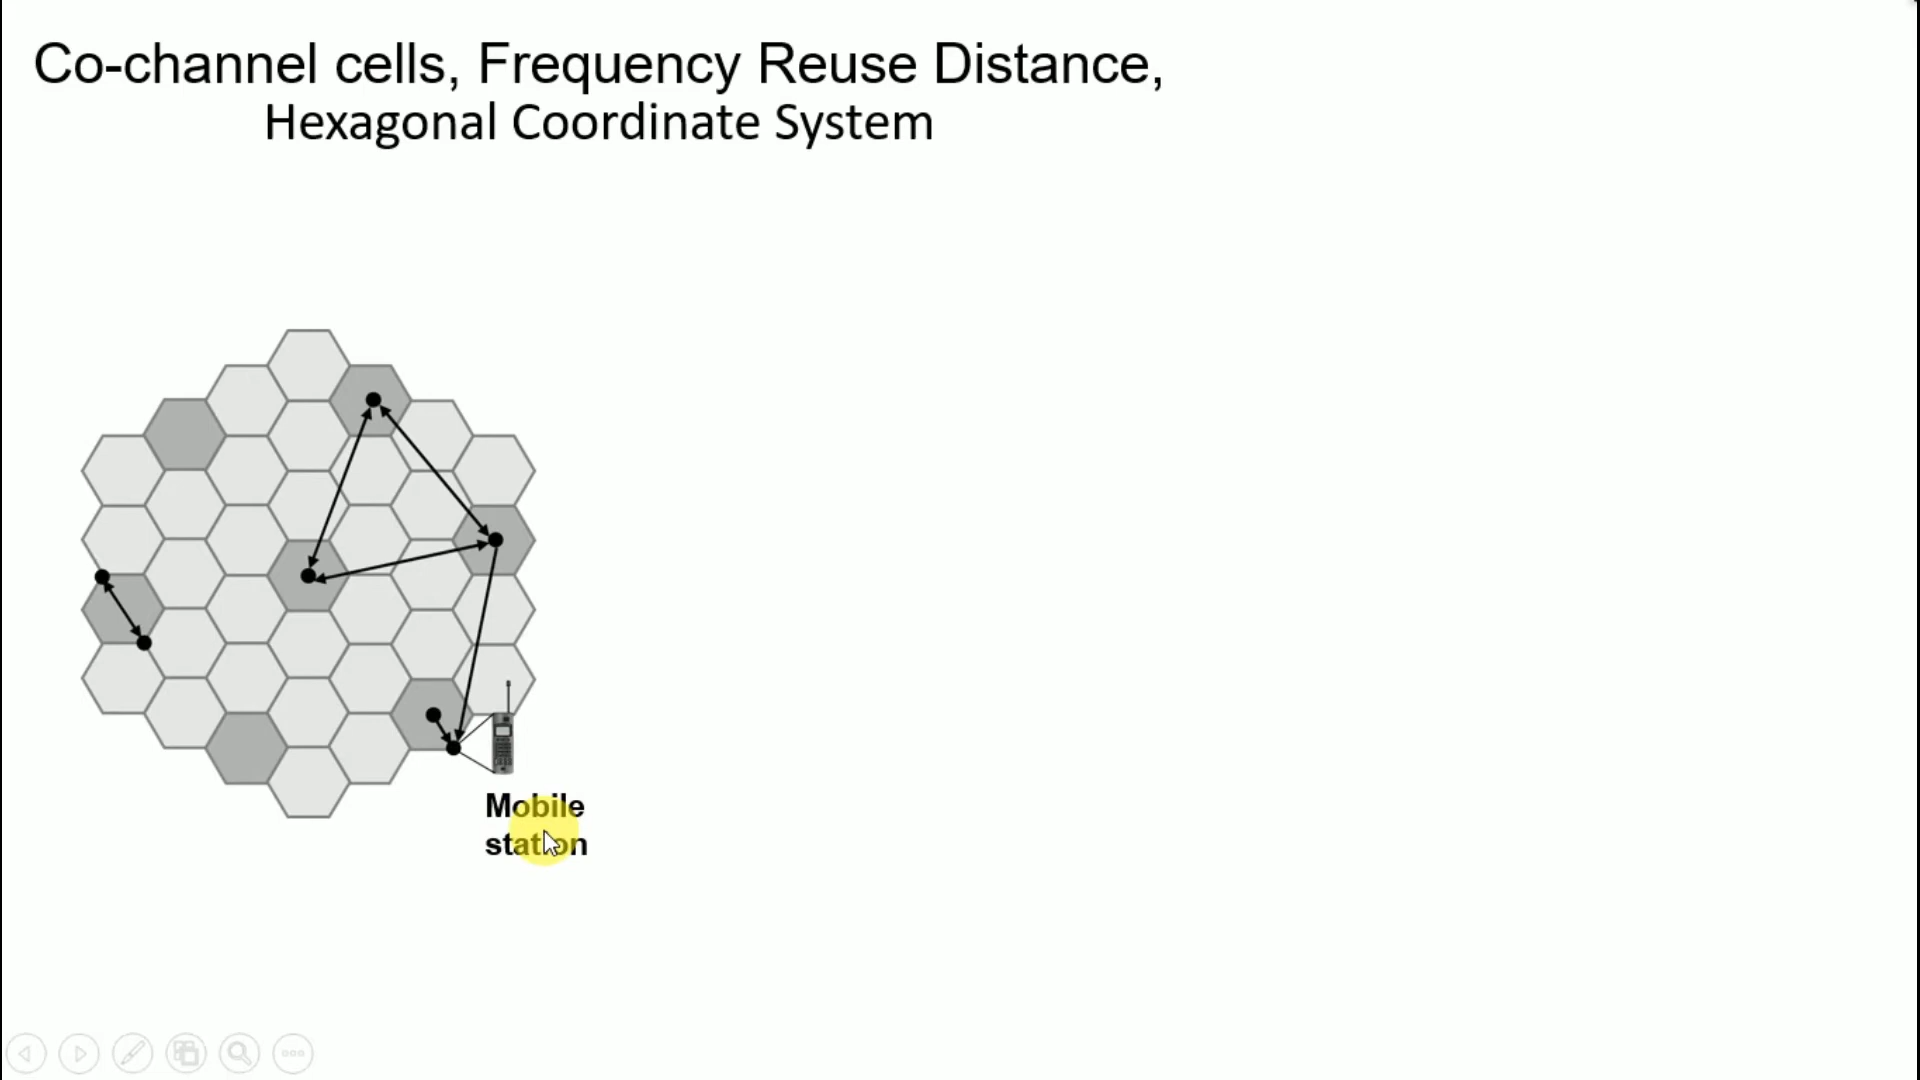 Co-channel cells, Frequency Reuse Distance,
Hexagonal Coordinate System
Mobile
station